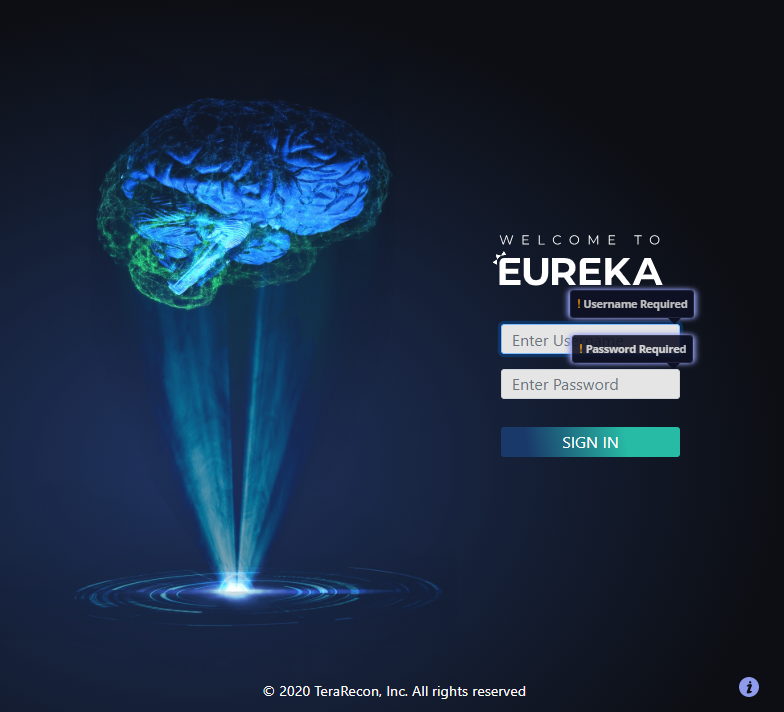 WELCOME TO
EUREKA
! Username Required
Enter Us
! Password Required
Enter Password
SIGN IN
© 2020 TeraRecon, Inc. All rights reserved
i